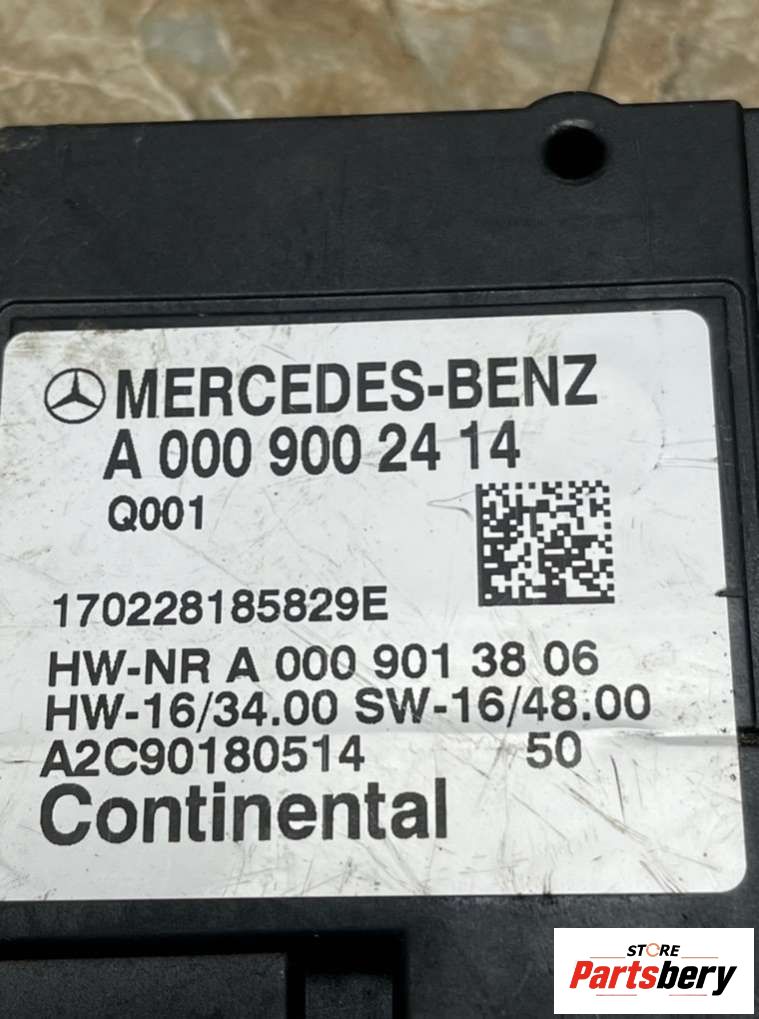 MERCEDES-BENZ
A 000 900 24 14
Q001
170228185829E
HW-NR A 000 901 38 06
HW-16/34.00 SW-16/48.00
A2C90180514 50
Continental
STORE
Partsbery